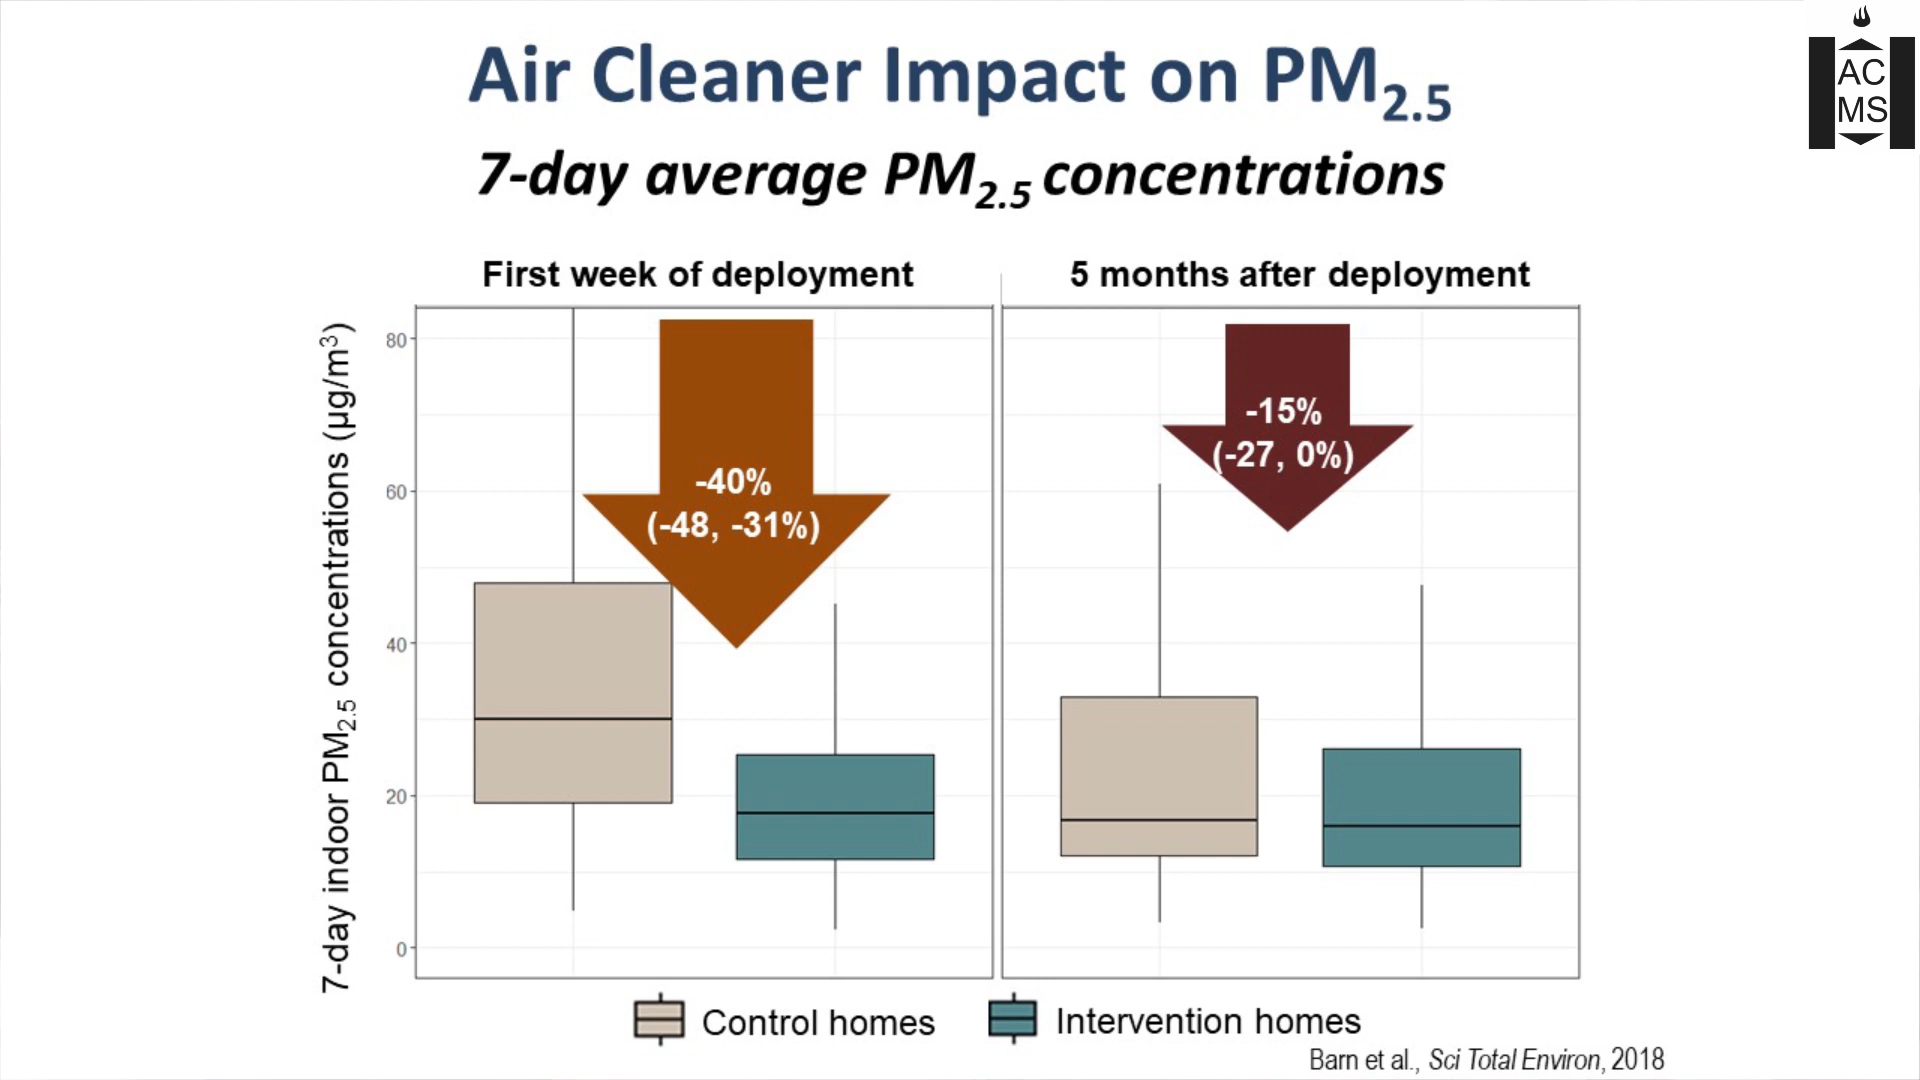 AC
MS
Air Cleaner Impact on PM2.5
7-day average PM2.5 concentrations
First week of deployment
5 months after deployment
7-day indoor PM2.5 concentrations (µg/m³)
80
60
40
20
0
-40%
(-48, -31%)
-15%
(-27, 0%)
Control homes
Intervention homes
Barn et al., Sci Total Environ, 2018